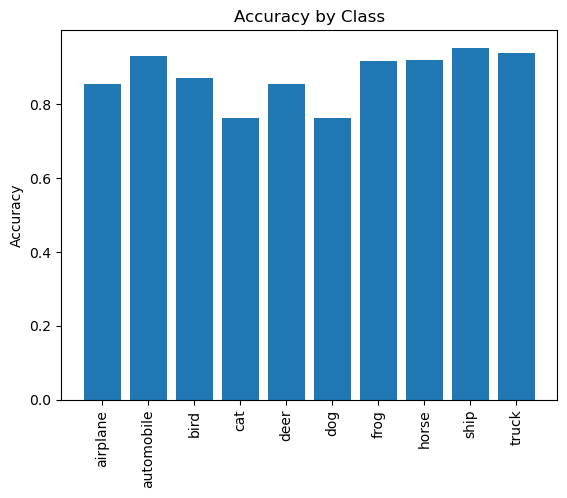 Accuracy by Class
Accuracy
0.8
0.6
0.4
0.2
0.0
airplane
automobile
bird
cat
deer
dog
frog
horse
ship
truck